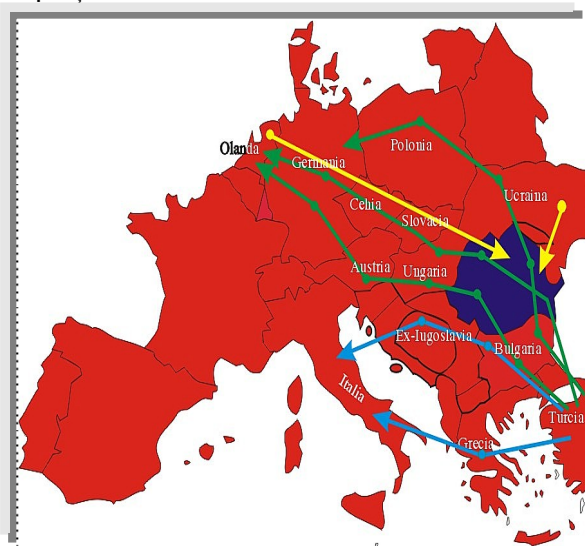 Olanda
Germania
Polonia
Cehia
Ucraina
Slovacia
Austria
Ungaria
Ex-Iugoslavia
Bulgaria
Italia
Turcia
Grecia